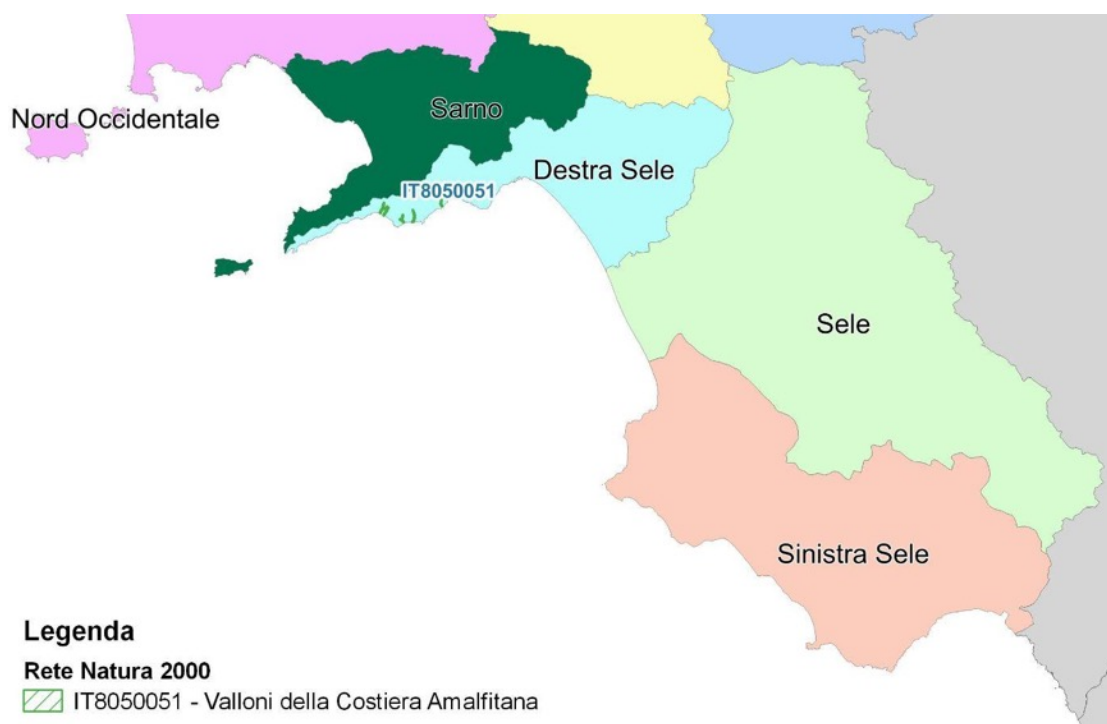 Sarno
Nord Occidentale
Destra Sele
IT8050051
Sele
Sinistra Sele
Legenda
Rete Natura 2000
IT8050051 - Valloni della Costiera Amalfitana